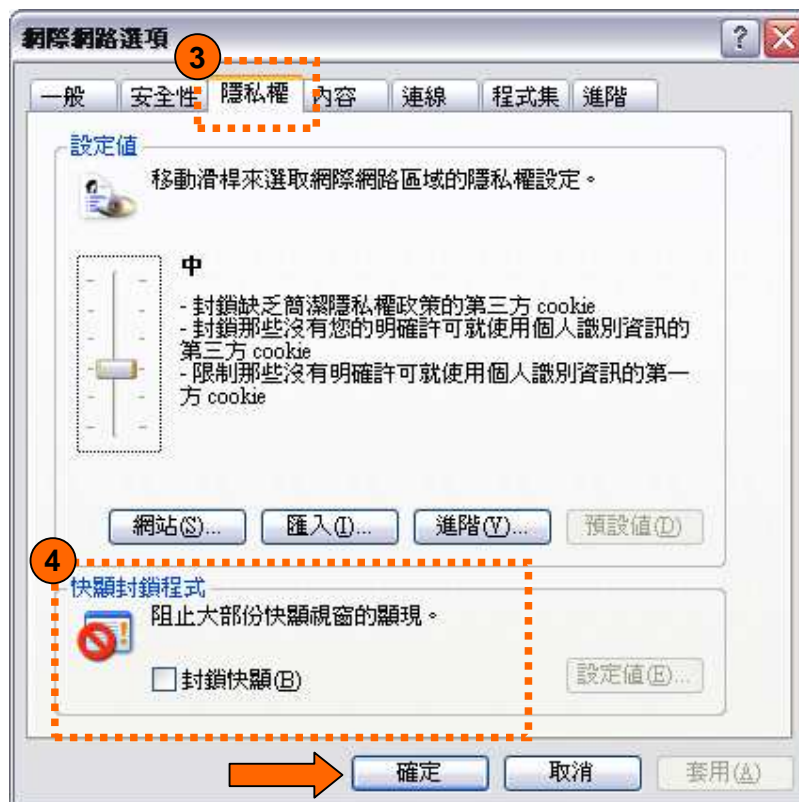 網際網路選項
3
一般 安全性 隱私權 內容 連線 程式集 進階
設定值
移動滑桿來選取網際網路區域的隱私權設定。
中
- 封鎖缺乏簡潔隱私權政策的第三方 cookie
- 封鎖那些沒有您的明確許可就使用個人識別資訊的
第三方 cookie
- 限制那些沒有明確許可就使用個人識別資訊的第一
方 cookie
網站(S)... 匯入(I)... 進階(V)... 預設值(D)
4
快顯封鎖程式
阻止大部份快顯視窗的顯現。
封鎖快顯(B) 設定值(E)...
確定 取消 套用(A)